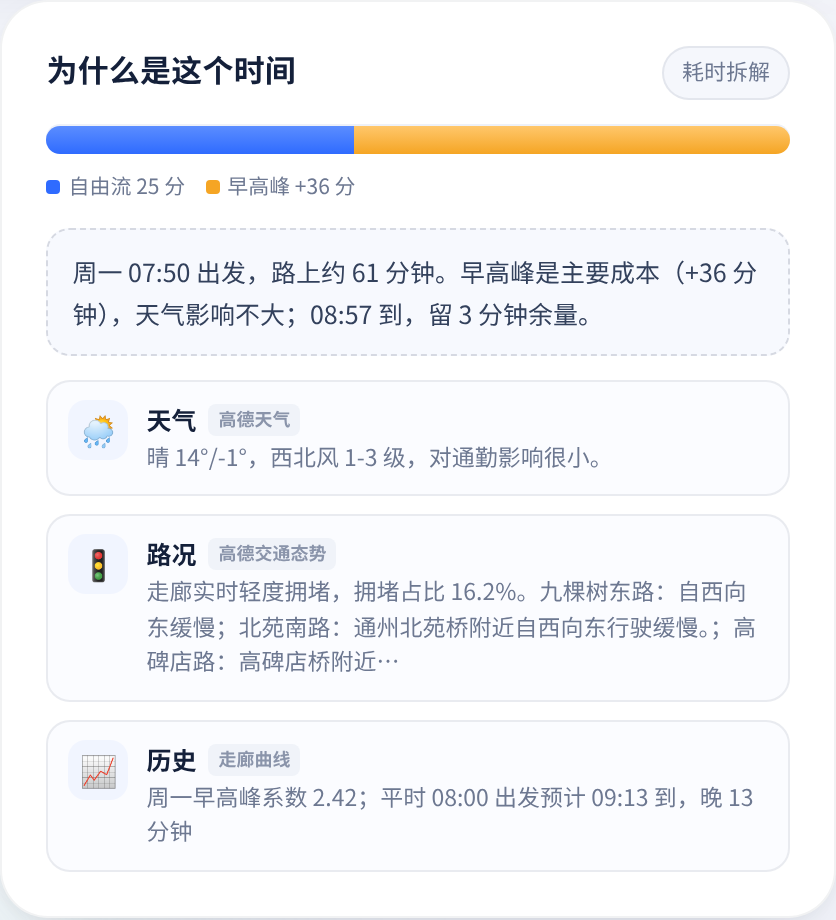 为什么是这个时间
耗时拆解
自由流 25 分
早高峰 +36 分
周一 07:50 出发，路上约 61 分钟。早高峰是主要成本（+36 分
钟），天气影响不大；08:57 到，留 3 分钟余量。
天气 高德天气
晴 14°/-1°，西北风 1-3 级，对通勤影响很小。
路况 高德交通态势
走廊实时轻度拥堵，拥堵占比 16.2%。九棵树东路：自西向
东缓慢；北苑南路：通州北苑桥附近自西向东行驶缓慢。；高
碑店路：高碑店桥附近…
历史 走廊曲线
周一早高峰系数 2.42；平时 08:00 出发预计 09:13 到，晚 13
分钟